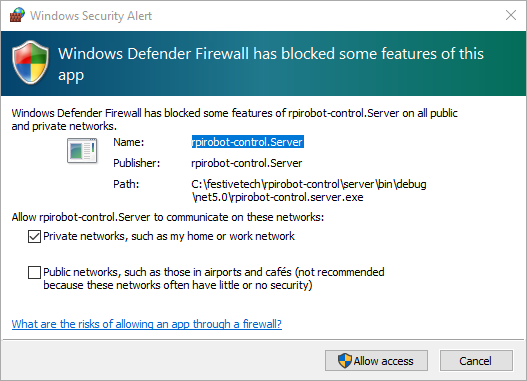 Windows Security Alert
Windows Defender Firewall has blocked some features of this
app
Windows Defender Firewall has blocked some features of rpirobot-control.Server on all public
and private networks.
Name: rpirobot-control.Server
Publisher: rpirobot-control.Server
Path: C:\festivetech\rpirobot-control\server\bin\debug
\net5.0\rpirobot-control.server.exe
Allow rpirobot-control.Server to communicate on these networks:
Private networks, such as my home or work network
Public networks, such as those in airports and cafés (not recommended
because these networks often have little or no security)
What are the risks of allowing an app through a firewall?
Allow access Cancel